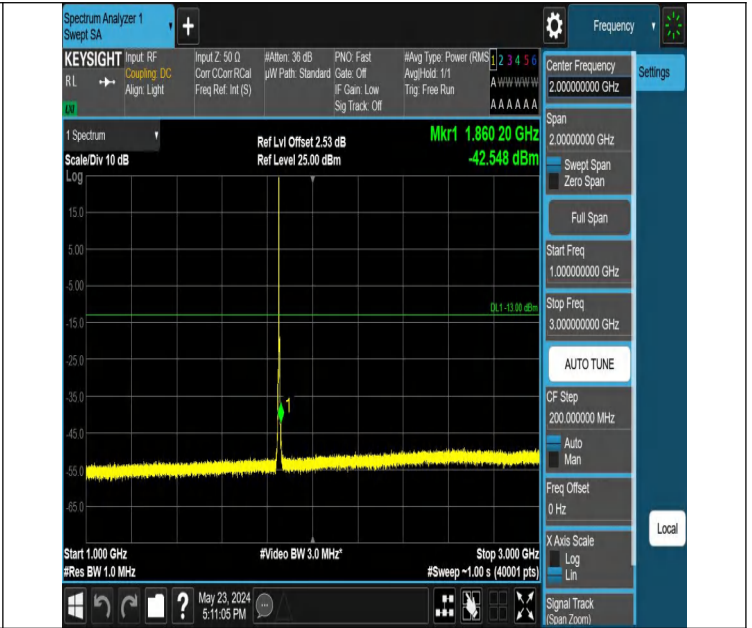 Spectrum Analyzer 1
Swept SA
+
Frequency
KEYSIGHT
RL
Input: RF
Coupling: DC
Align: Light
Input Z: 50 Ω
Corr CCorr RCal
Freq Ref: Int (S)
#Atten: 36 dB
µW Path: Standard
PNO: Fast
Gate: Off
IF Gain: Low
Sig Track: Off
#Avg Type: Power (RMS
Avg|Hold: 1/1
Trig: Free Run
1 2 3 4 5 6
A W W W W W
A A A A A A
1 Spectrum
Scale/Div 10 dB
Log
Ref Lvl Offset 2.53 dB
Ref Level 25.00 dBm
Mkr1 1.860 20 GHz
-42.548 dBm
15.0
5.00
-5.00
DL1 -13.00 dBm
-15.0
-25.0
-35.0
1
-45.0
-55.0
-65.0
Start 1.000 GHz
#Res BW 1.0 MHz
#Video BW 3.0 MHz*
Stop 3.000 GHz
#Sweep ~1.00 s (40001 pts)
Center Frequency
2.000000000 GHz
Settings
Span
2.00000000 GHz
Swept Span
Zero Span
Full Span
Start Freq
1.000000000 GHz
Stop Freq
3.000000000 GHz
AUTO TUNE
CF Step
200.000000 MHz
Auto
Man
Freq Offset
0 Hz
X Axis Scale
Log
Lin
Local
Signal Track
(Span Zoom)
?
May 23, 2024
5:11:05 PM